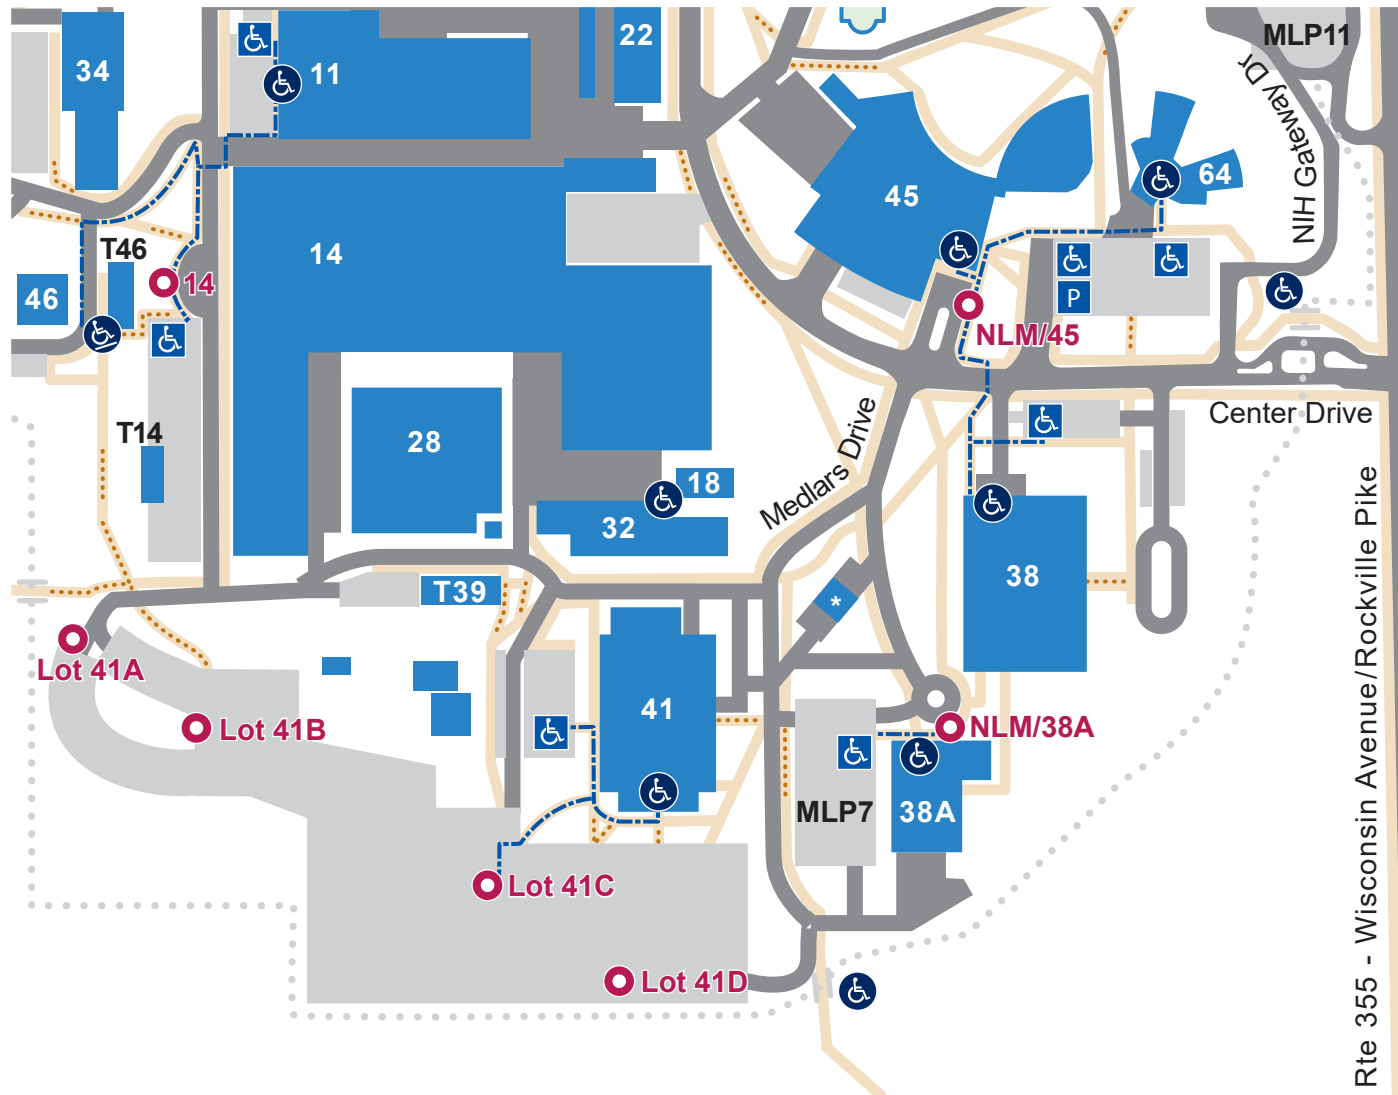 22
MLP11
34
11
NIH Gateway Dr
64
45
T46
14
14
46
P
NLM/45
Center Drive
T14
28
Medlars Drive
18
32
38
T39
*
Lot 41A
41
Lot 41B
NLM/38A
MLP7
38A
Lot 41C
Lot 41D
Rte 355 - Wisconsin Avenue/Rockville Pike